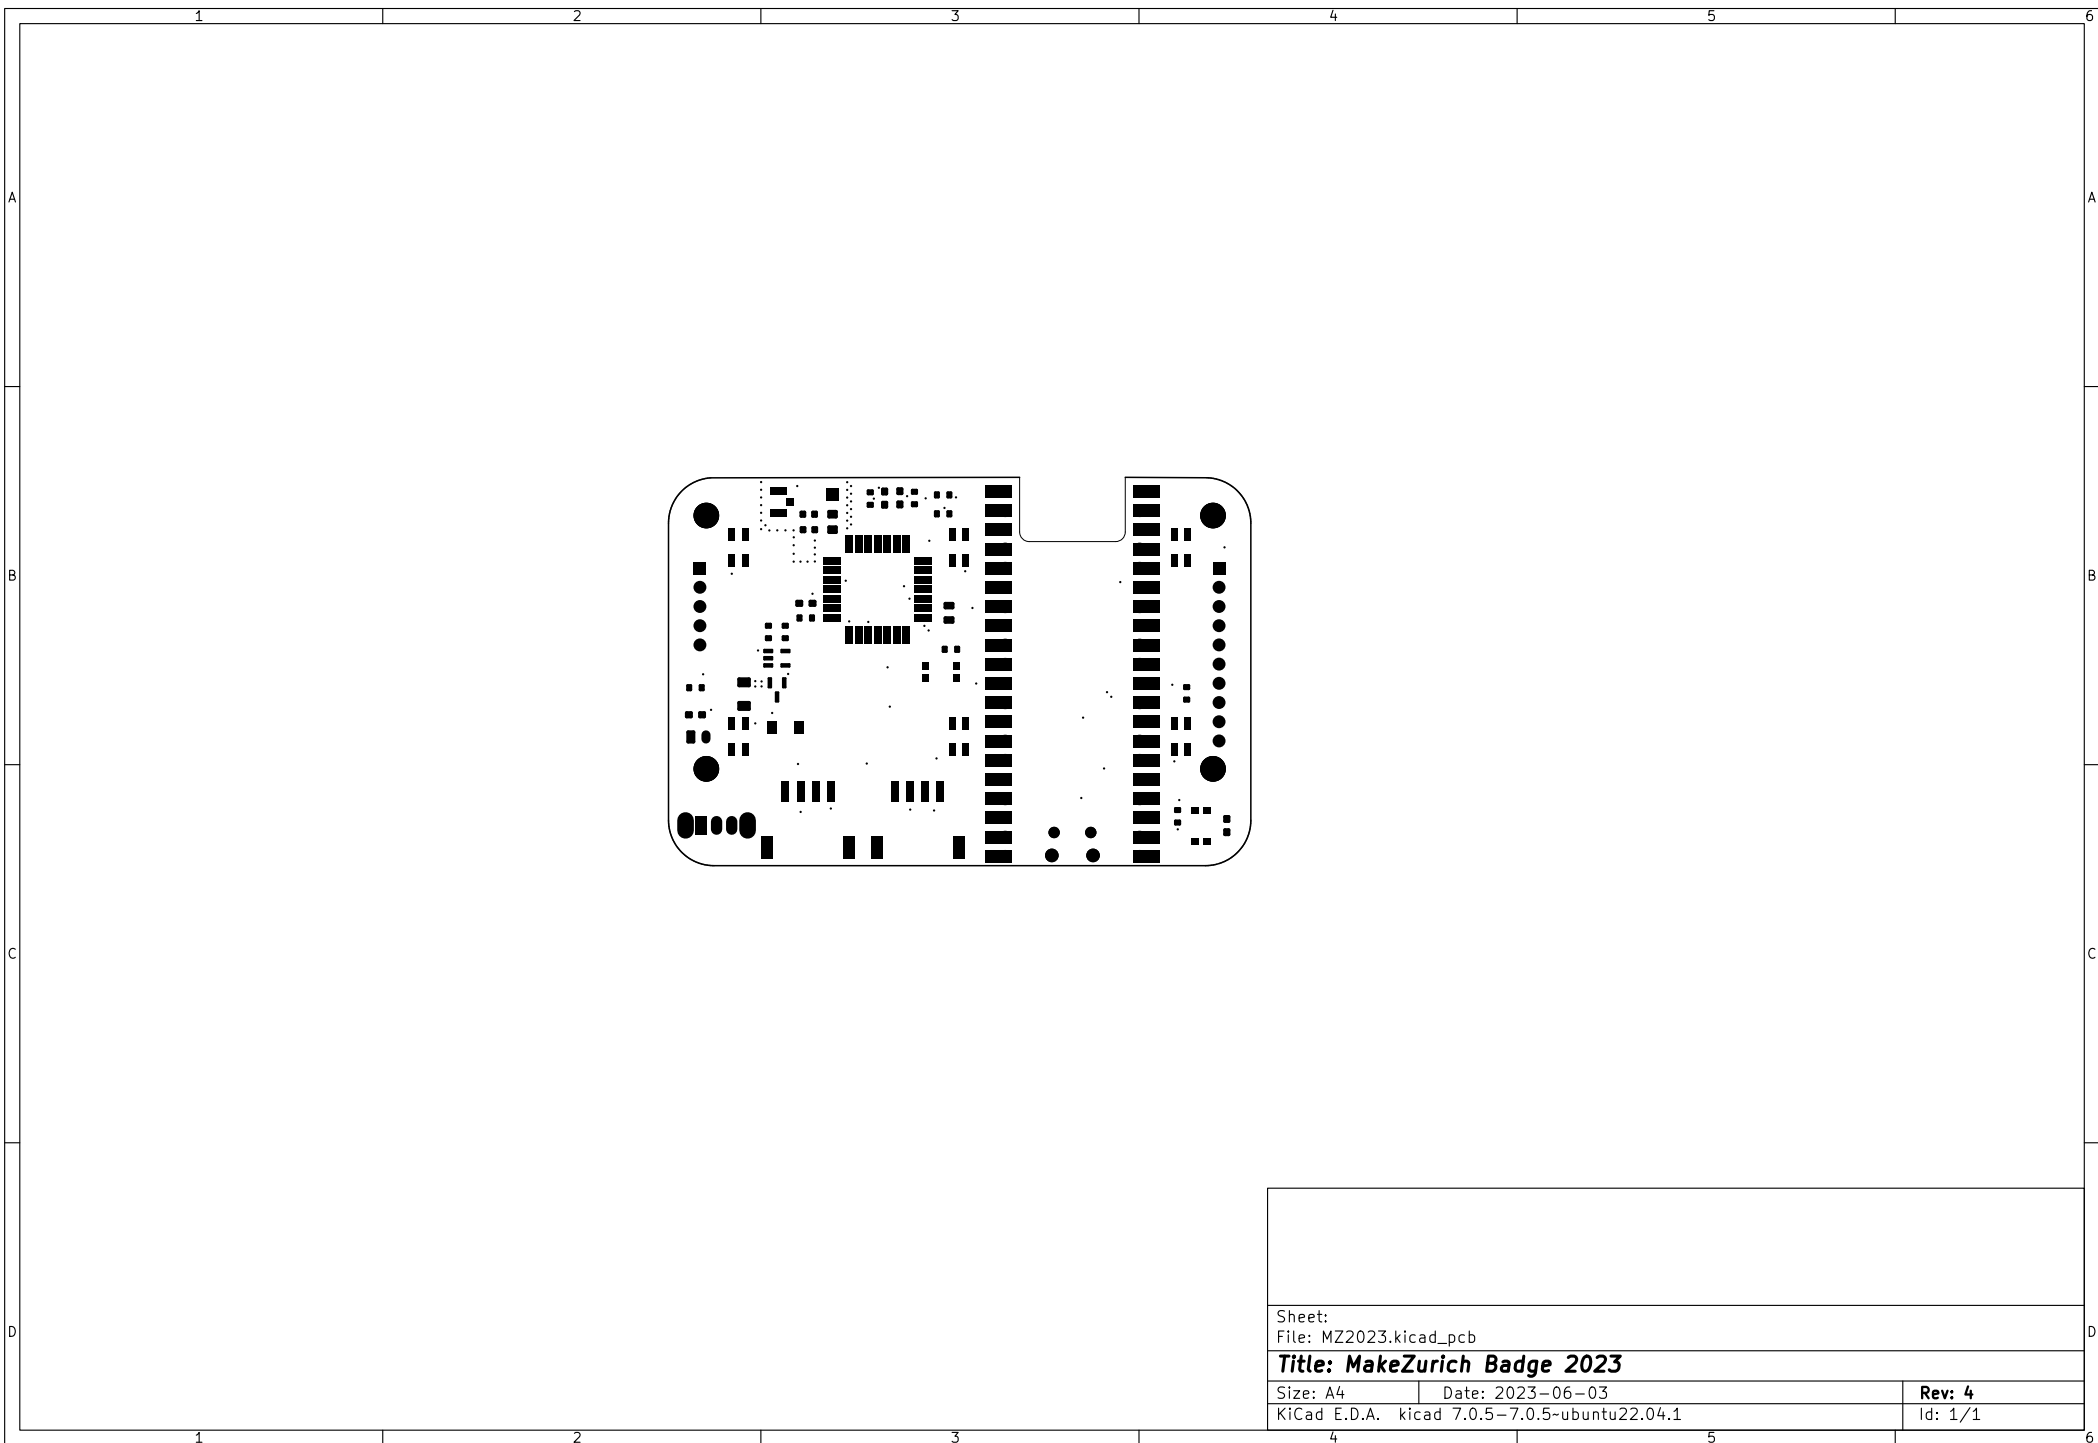 1 2 3 4 5 6
A A
B B
C C
D D
Sheet:
File: MZ2023.kicad_pcb
Title: MakeZurich Badge 2023
Size: A4 Date: 2023-06-03 Rev: 4
KiCad E.D.A. kicad 7.0.5-7.0.5~ubuntu22.04.1 Id: 1/1
1 2 3 4 5 6